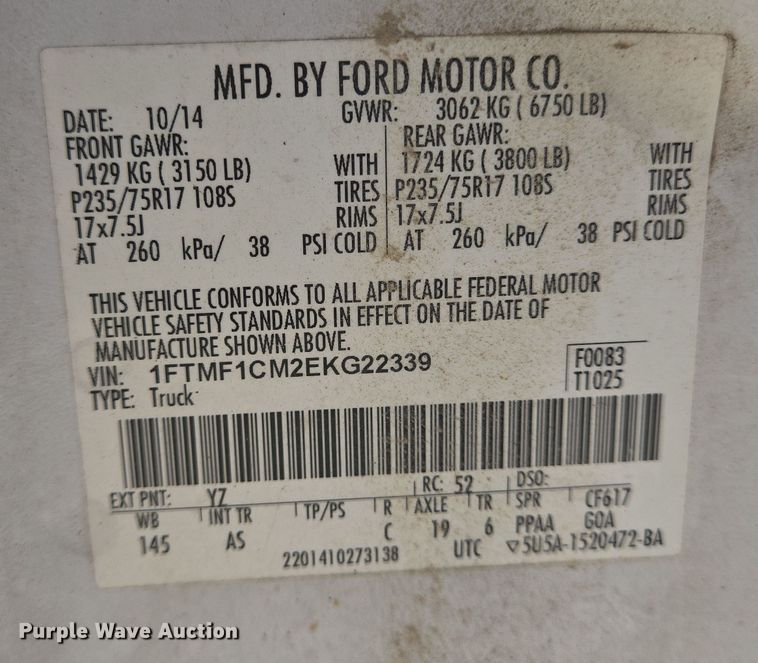 MFD. BY FORD MOTOR CO.
DATE: 10/14 GVWR: 3062 KG ( 6750 LB)
FRONT GAWR: REAR GAWR:
1429 KG ( 3150 LB) WITH 1724 KG ( 3800 LB) WITH
P235/75R17 108S TIRES P235/75R17 108S TIRES
17x7.5J RIMS 17x7.5J RIMS
AT 260 kPa/ 38 PSI COLD AT 260 kPa/ 38 PSI COLD
THIS VEHICLE CONFORMS TO ALL APPLICABLE FEDERAL MOTOR
VEHICLE SAFETY STANDARDS IN EFFECT ON THE DATE OF
MANUFACTURE SHOWN ABOVE.
VIN: 1FTMF1CM2EKG22339 F0083
TYPE: Truck T1025
EXT PNT: YZ RC: 52 DSO:
WB INT TR TP/PS R AXLE TR SPR CF617
145 AS C 19 6 PPAA GOA
2201410273138 UTC ▽5U5A-1520472-BA
Purple Wave Auction